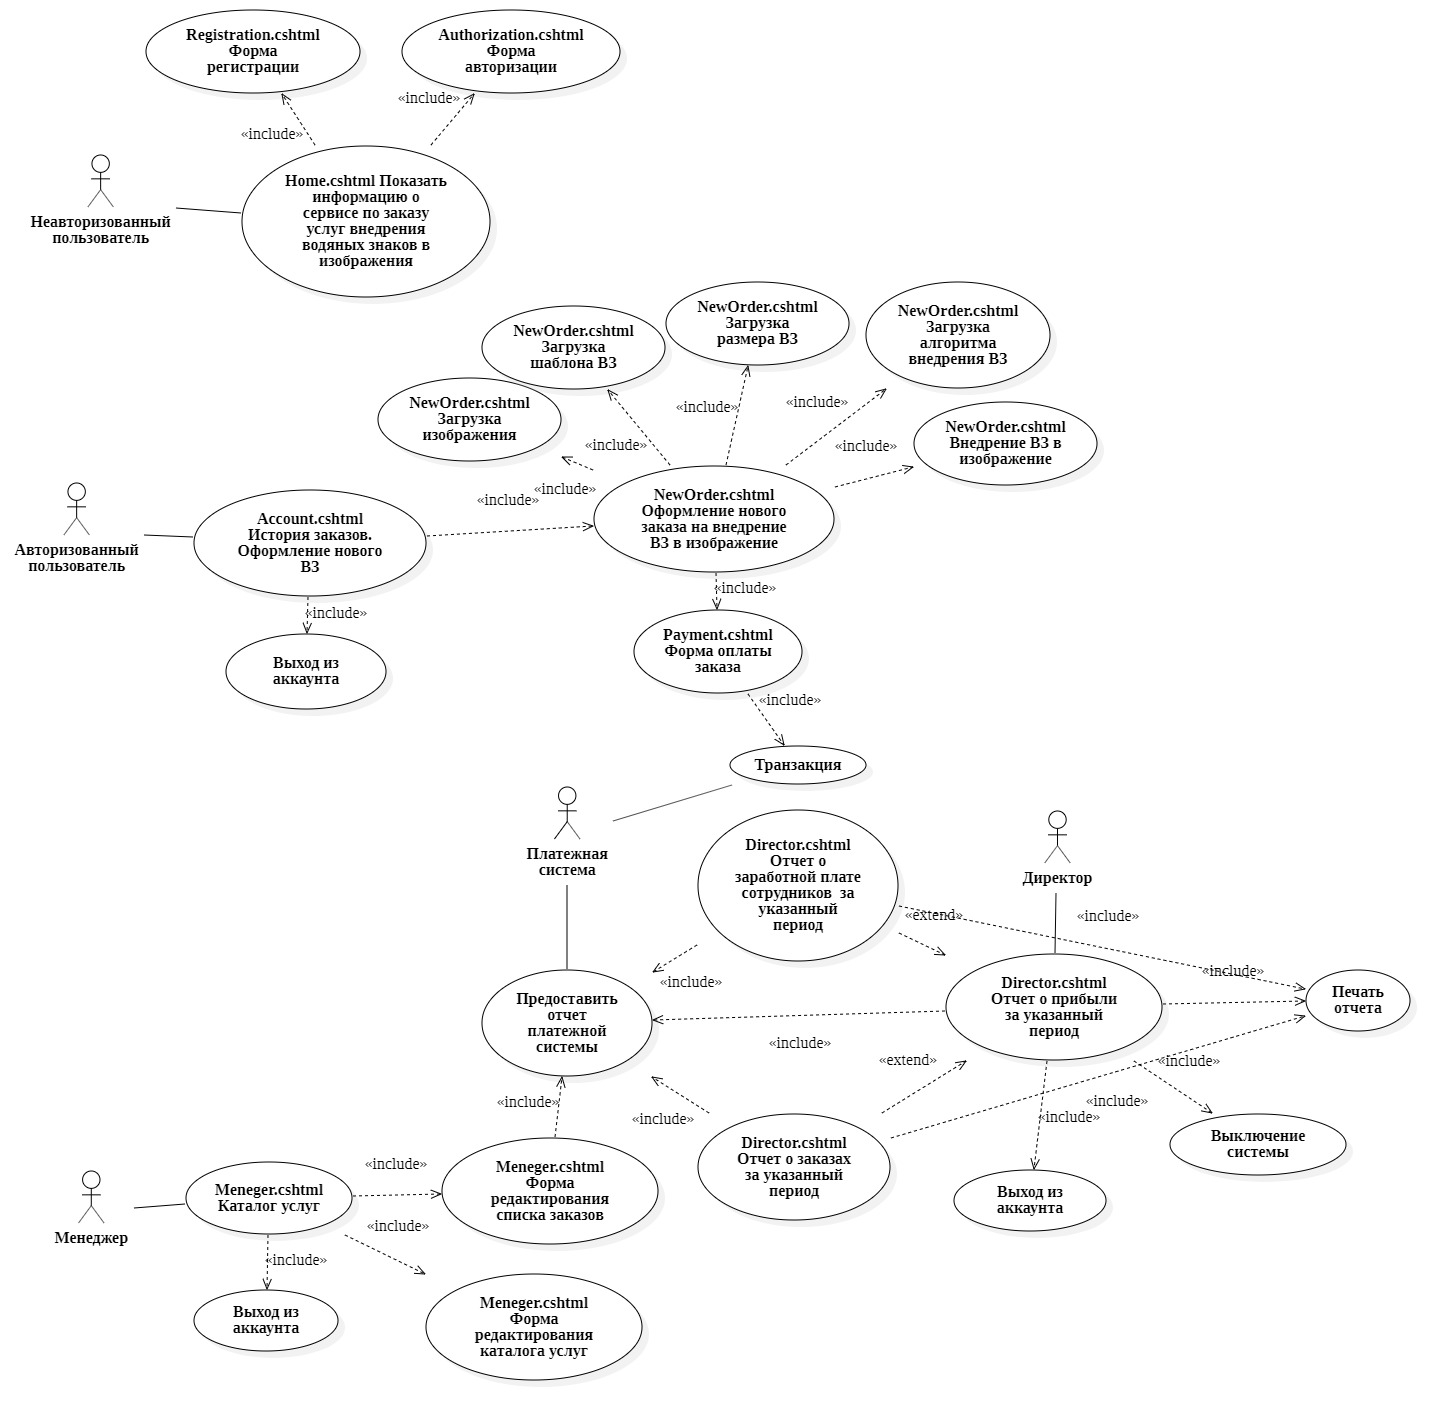 Registration.cshtml
Форма
регистрации
Authorization.cshtml
Форма
авторизации
«include»
«include»
Неавторизованный
пользователь
Home.cshtml Показать
информацию о
сервисе по заказу
услуг внедрения
водяных знаков в
изображения
NewOrder.cshtml
Загрузка
шаблона ВЗ
NewOrder.cshtml
Загрузка
размера ВЗ
NewOrder.cshtml
Загрузка
алгоритма
внедрения ВЗ
NewOrder.cshtml
Загрузка
изображения
«include»
«include»
NewOrder.cshtml
Внедрение ВЗ в
изображение
«include»
«include»
«include»
«include»
Авторизованный
пользователь
Account.cshtml
История заказов.
Оформление нового
ВЗ
NewOrder.cshtml
Оформление нового
заказа на внедрение
ВЗ в изображение
«include»
«include»
Выход из
аккаунта
Payment.cshtml
Форма оплаты
заказа
«include»
Транзакция
Платежная
система
Director.cshtml
Отчет о
заработной плате
сотрудников за
указанный
период
Директор
«extend»
«include»
«include»
«include»
Предоставить
отчет
платежной
системы
Director.cshtml
Отчет о прибыли
за указанный
период
Печать
отчета
«include»
«extend»
«include»
«include»
«include»
«include»
«include»
Director.cshtml
Отчет о заказах
за указанный
период
Выключение
системы
Выход из
аккаунта
Менеджер
Meneger.cshtml
Каталог услуг
«include»
Meneger.cshtml
Форма
редактирования
списка заказов
«include»
«include»
Выход из
аккаунта
Meneger.cshtml
Форма
редактирования
каталога услуг